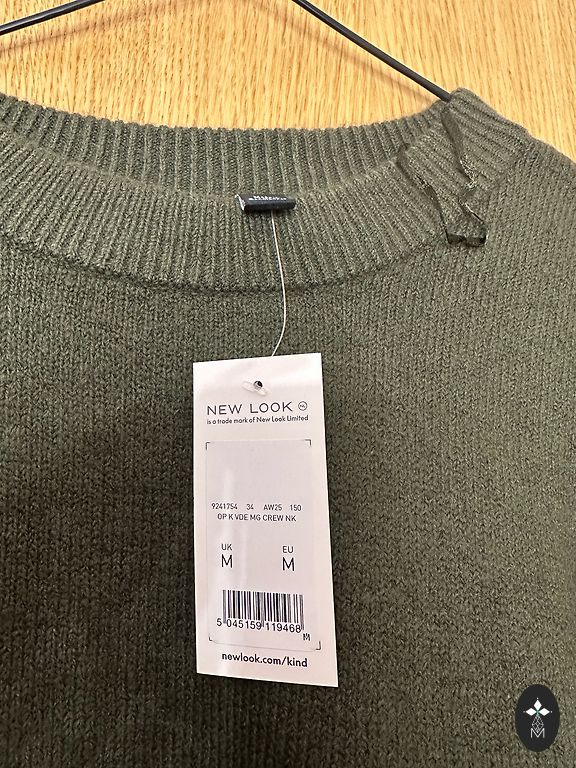 NEW LOOK
is a trade mark of New Look Limited
9241754 34 AW25 150
OP K VDE MG CREW NK
UK EU
M M
5 045159 119468
M
newlook.com/kind
M